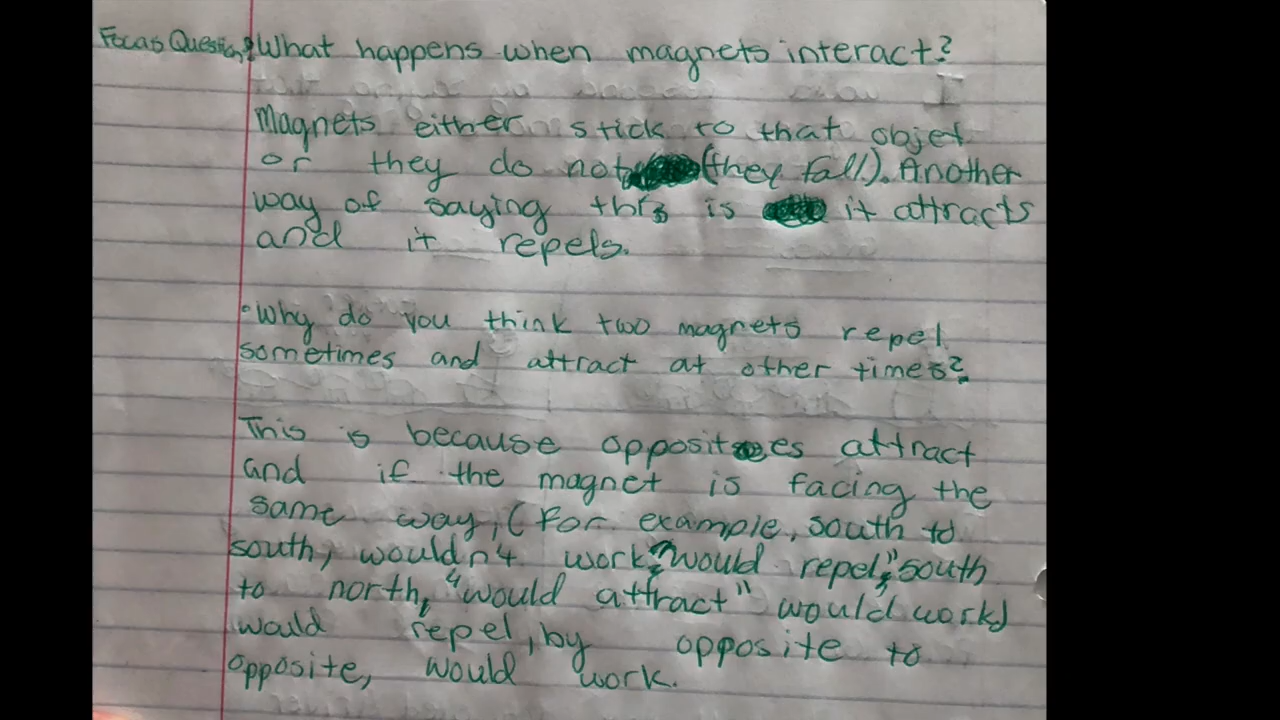 Focus Question: What happens when magnets interact?
Magnets either stick to that objet
or they do not (they fall). Another
way of saying this is it attracts
and it repels.
• Why do you think two magnets repel
sometimes and attract at other times?
This is because opposites attract
and if the magnet is facing the
same way, (For example, south to
south, wouldn't work, "would repel," south
to north, "would attract" would work)
would repel, by opposite to
opposite, would work.